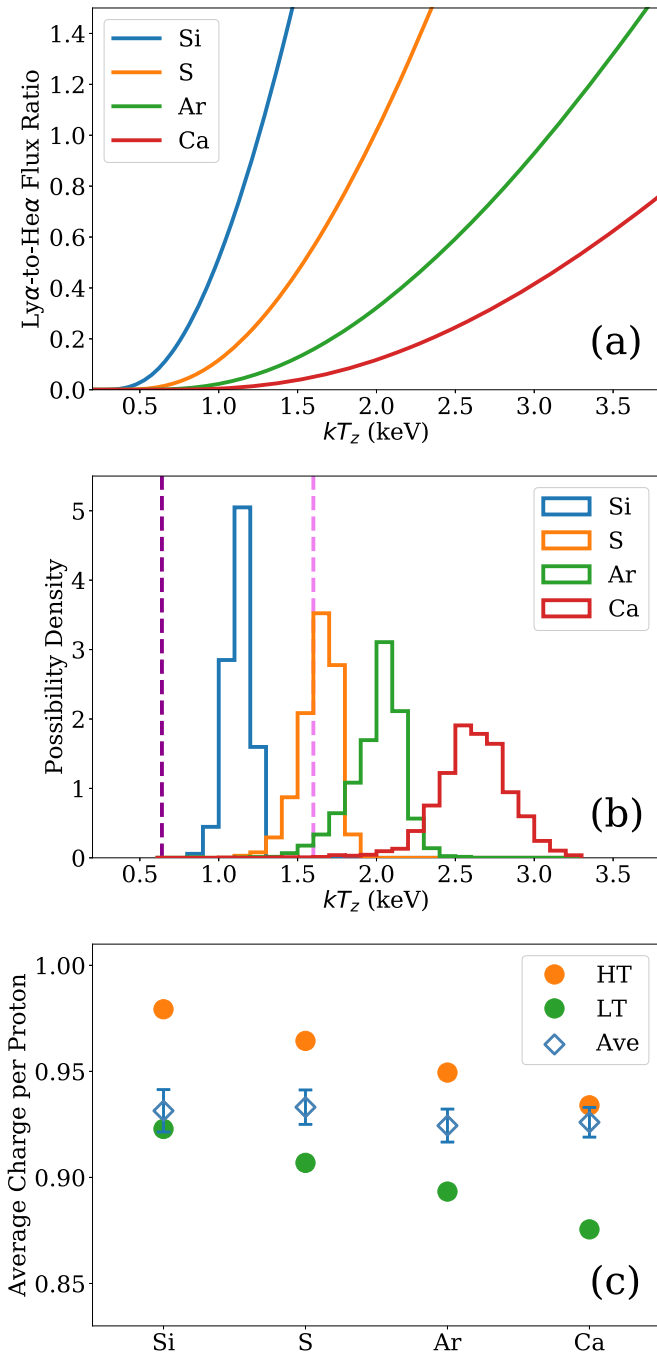 1.4
1.2
1.0
0.8
0.6
0.4
0.2
0.0
Lyα-to-Heα Flux Ratio
Si
S
Ar
Ca
(a)
0.5 1.0 1.5 2.0 2.5 3.0 3.5
kT_z (keV)
5
4
3
2
1
0
Possibility Density
Si
S
Ar
Ca
(b)
0.5 1.0 1.5 2.0 2.5 3.0 3.5
kT_z (keV)
1.00
0.95
0.90
0.85
Average Charge per Proton
HT
LT
Ave
(c)
Si S Ar Ca